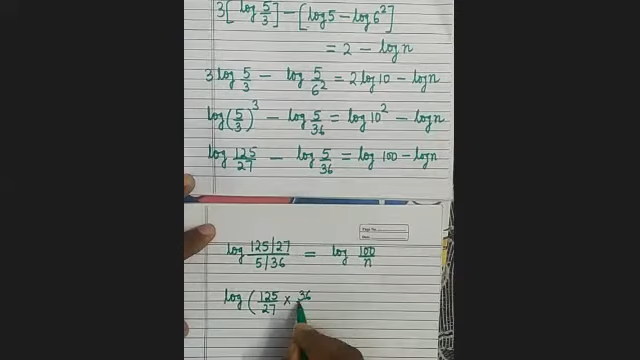 3[log 5/3] - [log 5 - log 6²]
= 2 - log n
3 log 5/3 - log 5/6² = 2 log 10 - log n
log (5/3)³ - log 5/36 = log 10² - log n
log 125/27 - log 5/36 = log 100 - log n
log 125/27 / 5/36 = log 100/n
log (125/27 × 36